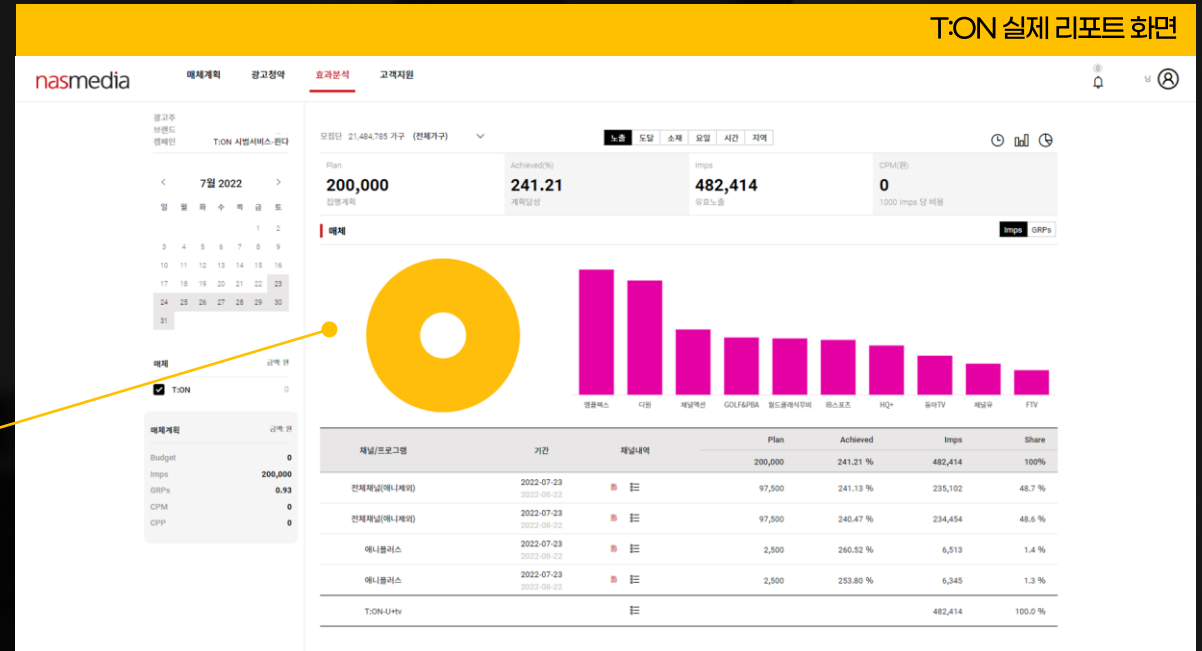 T:ON 실제 리포트 화면
nasmedia 매체계획 광고청약 효과분석 고객지원 0 님
광고주
브랜드
캠페인 T:ON 시범서비스-핀다
7월 2022
일 월 화 수 목 금 토
1 2
3 4 5 6 7 8 9
10 11 12 13 14 15 16
17 18 19 20 21 22 23
24 25 26 27 28 29 30
31
매체 금액: 원
T:ON 0
매체계획 금액: 원
Budget 0
Imps 200,000
GRPs 0.93
CPM 0
CPP 0
모집단 21,484,785 가구 (전체가구) 노출 도달 소재 요일 시간 지역
Plan Achieved(%) Imps CPM(원)
200,000 241.21 482,414 0
집행계획 계획달성 유효노출 1000 imps 당 비용
매체 Imps GRPs
엠플렉스 디원 채널액션 GOLF&PBA 월드클래식무비 IB스포츠 HQ+ 동아TV 채널유 FTV
채널/프로그램 기간 채널내역 Plan Achieved Imps Share
200,000 241.21 % 482,414 100%
전체채널(애니제외) 2022-07-23 2022-08-22 97,500 241.13 % 235,102 48.7 %
전체채널(애니제외) 2022-07-23 2022-08-22 97,500 240.47 % 234,454 48.6 %
애니플러스 2022-07-23 2022-08-22 2,500 260.52 % 6,513 1.4 %
애니플러스 2022-07-23 2022-08-22 2,500 253.80 % 6,345 1.3 %
T:ON-U+tv 482,414 100.0 %